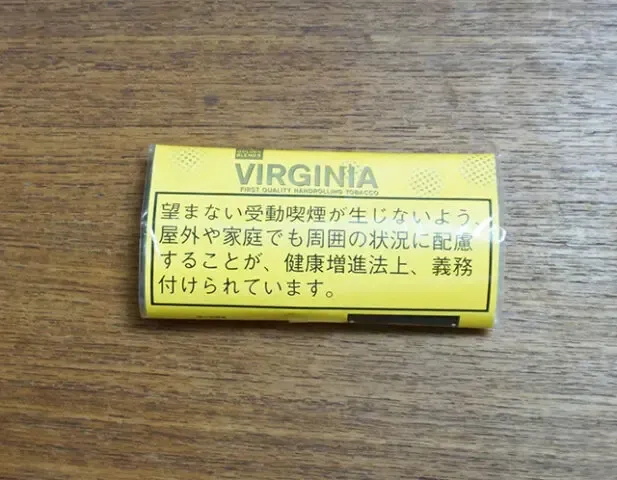 VIRGINIA
FIRST QUALITY HANDROLLING TOBACCO
望まない受動喫煙が生じないよう、
屋外や家庭でも周囲の状況に配慮
することが、健康増進法上、義務
付けられています。